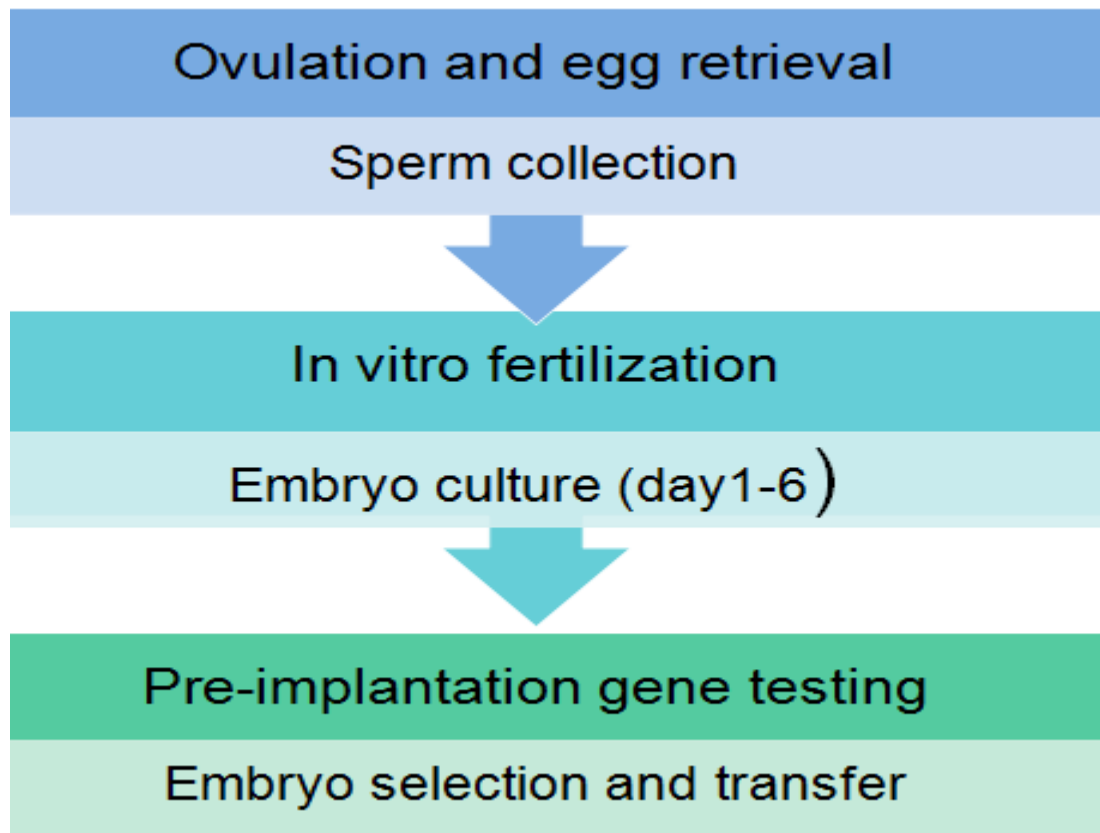 Ovulation and egg retrieval
Sperm collection
In vitro fertilization
Embryo culture (day1-6)
Pre-implantation gene testing
Embryo selection and transfer